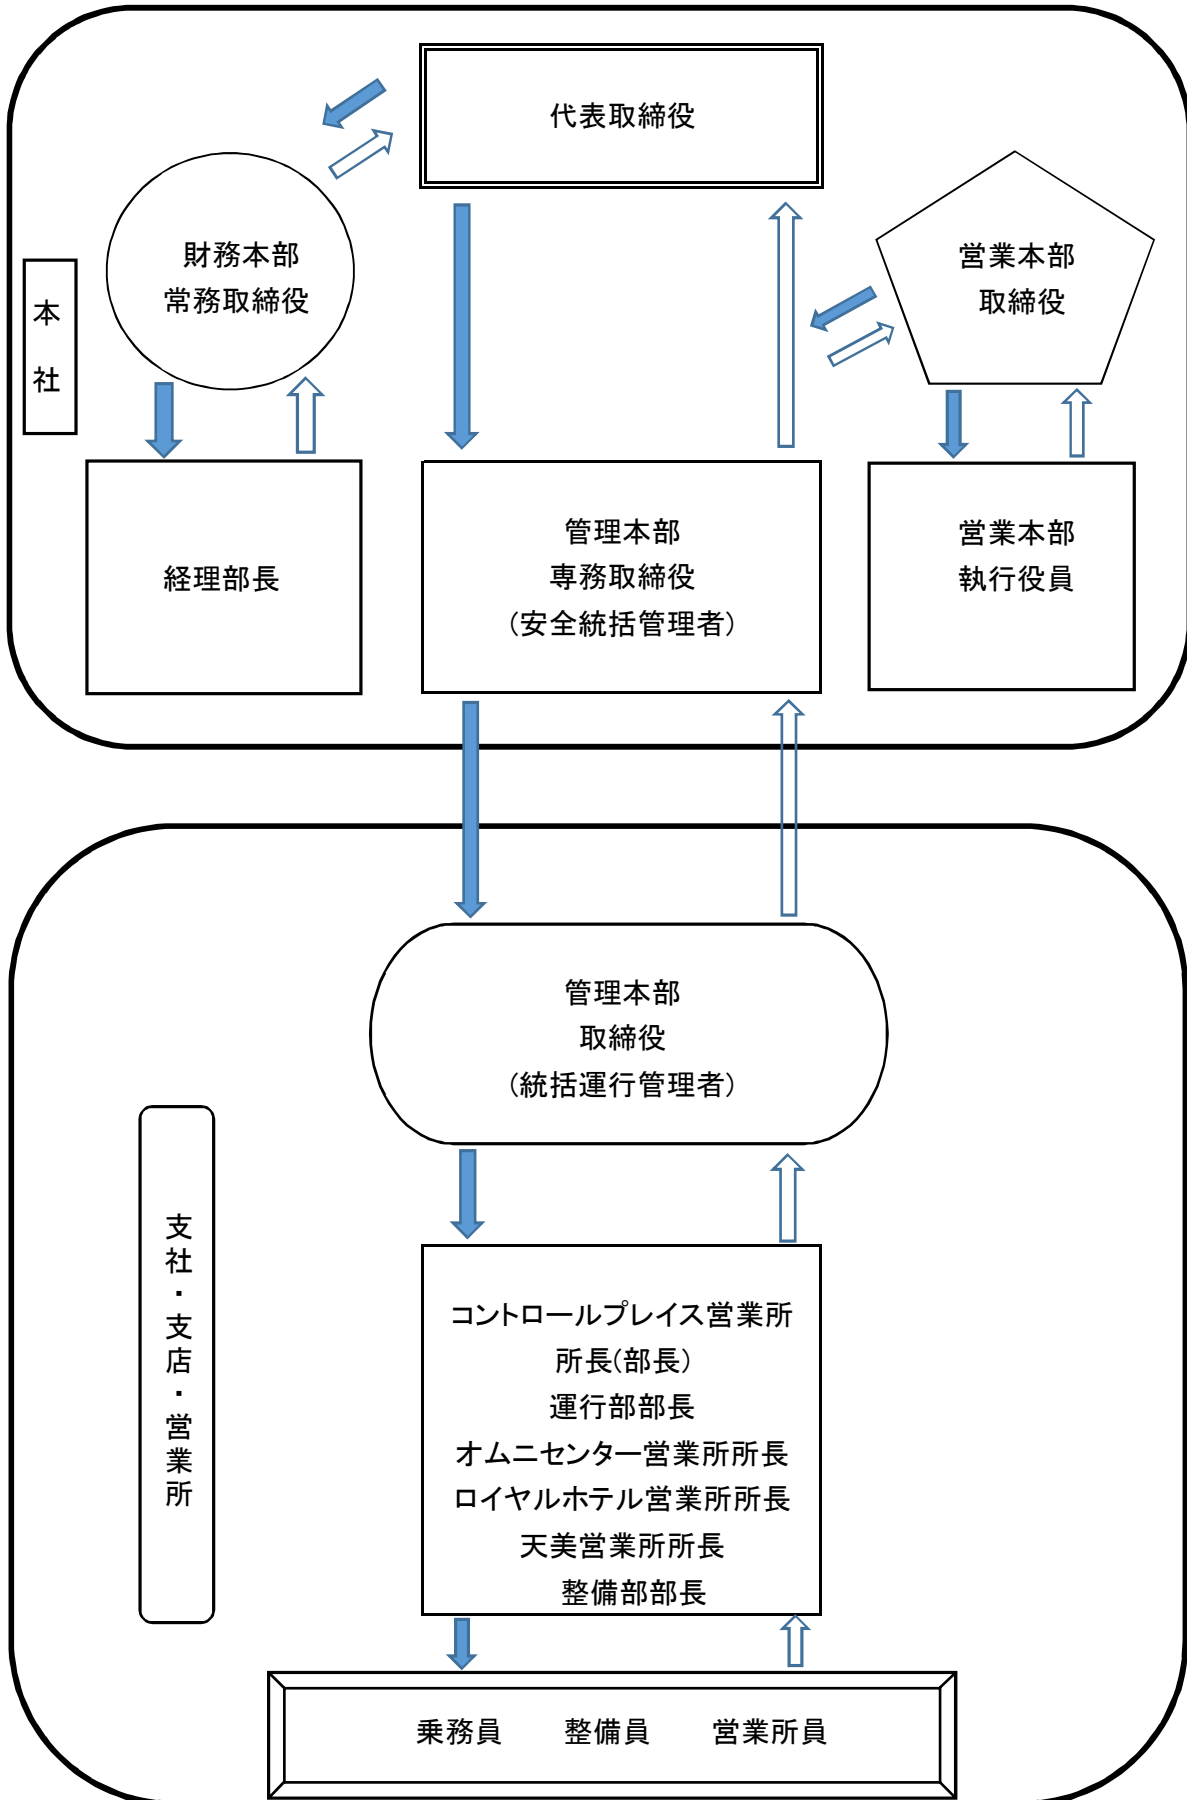 代表取締役
財務本部
常務取締役
営業本部
取締役
本社
経理部長
管理本部
専務取締役
(安全統括管理者)
営業本部
執行役員
管理本部
取締役
(統括運行管理者)
支社・支店・営業所
コントロールプレイス営業所
所長(部長)
運行部部長
オムニセンター営業所所長
ロイヤルホテル営業所所長
天美営業所所長
整備部部長
乗務員 整備員 営業所員